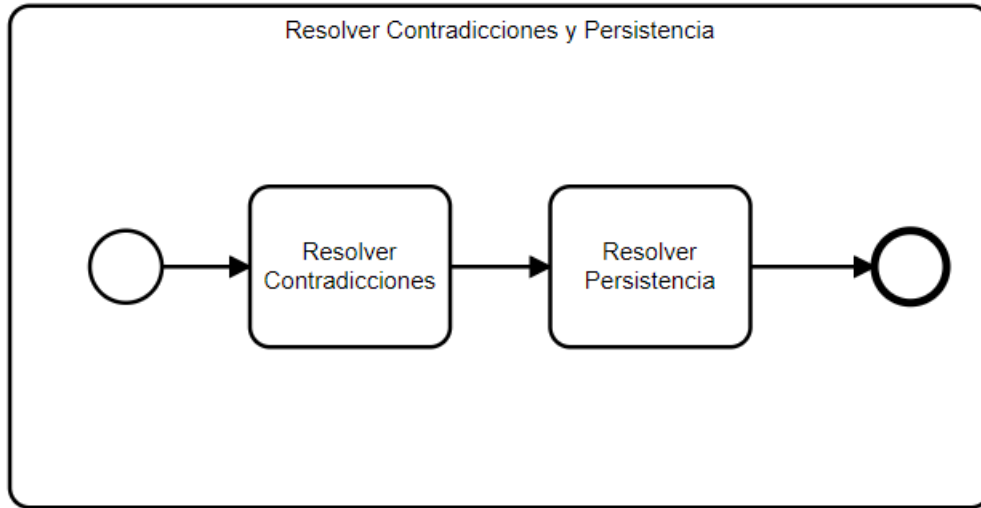 Resolver Contradicciones y Persistencia
Resolver
Contradicciones
Resolver
Persistencia